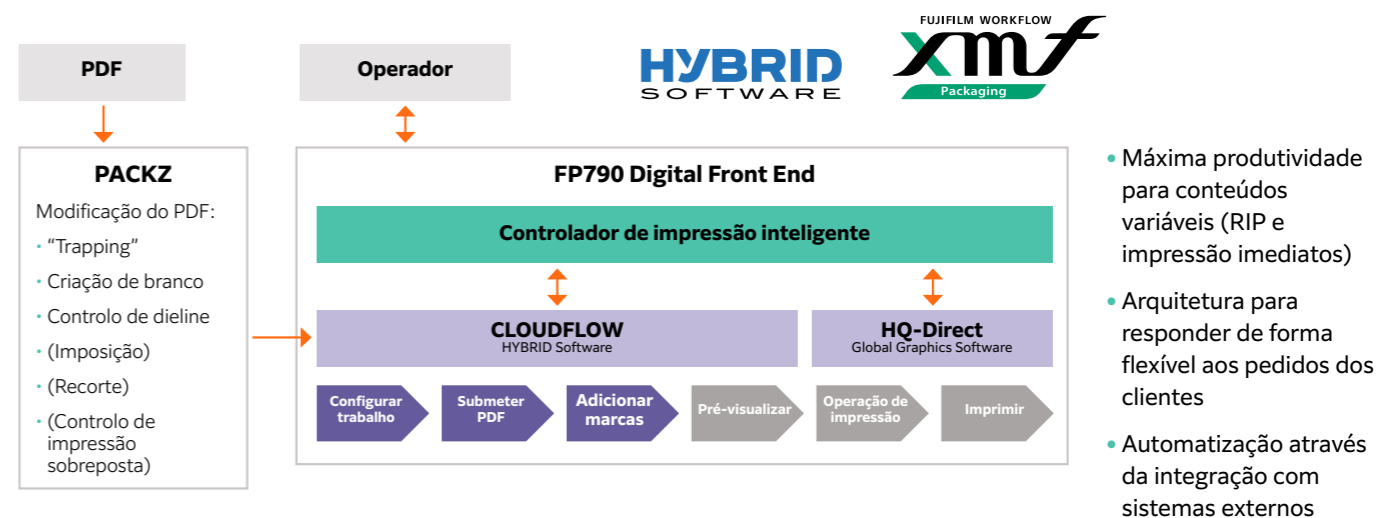 FUJIFILM WORKFLOW
xmf
Packaging
HYBRID
SOFTWARE
PDF
Operador
PACKZ
Modificação do PDF:
• “Trapping”
• Criação de branco
• Controlo de dieline
• (Imposição)
• (Recorte)
• (Controlo de
impressão
sobreposta)
FP790 Digital Front End
Controlador de impressão inteligente
CLOUDFLOW
HYBRID Software
HQ-Direct
Global Graphics Software
Configurar
trabalho
Submeter
PDF
Adicionar
marcas
Pré-visualizar
Operação de
impressão
Imprimir
• Máxima produtividade
para conteúdos
variáveis (RIP e
impressão imediatos)
• Arquitetura para
responder de forma
flexível aos pedidos dos
clientes
• Automatização através
da integração com
sistemas externos